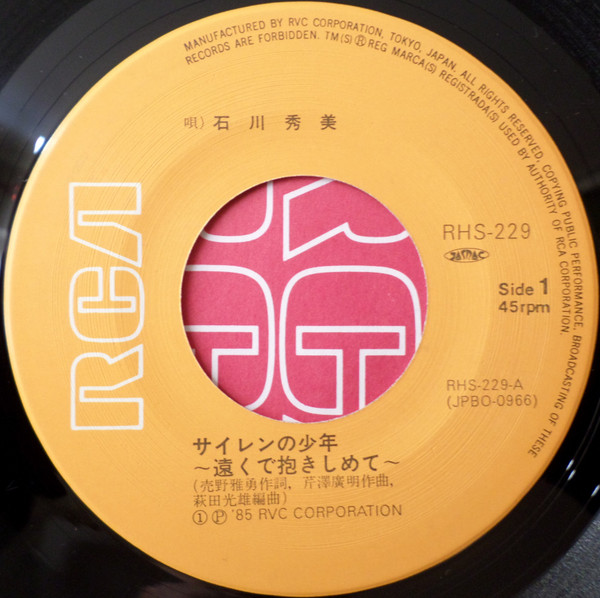 MANUFACTURED BY RVC CORPORATION, TOKYO, JAPAN. ALL RIGHTS RESERVED, COPYING PUBLIC PERFORMANCE, BROADCASTING OF THESE
RECORDS ARE FORBIDDEN. TM(S) ® REG MARCA(S) REGISTRADA(S) USED BY AUTHORITY OF RCA CORPORATION.
唄) 石川秀美
RCA
RHS-229
JASRAC
Side 1
45rpm
RHS-229-A
(JPBO-0966)
サイレンの少年
〜遠くで抱きしめて〜
(売野雅勇作詞, 芹澤廣明作曲,
萩田光雄編曲)
① Ⓟ '85 RVC CORPORATION